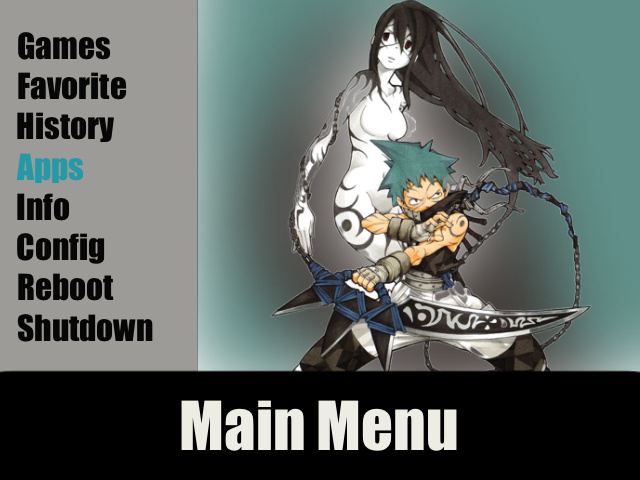 Games
Favorite
History
Apps
Info
Config
Reboot
Shutdown
Main Menu